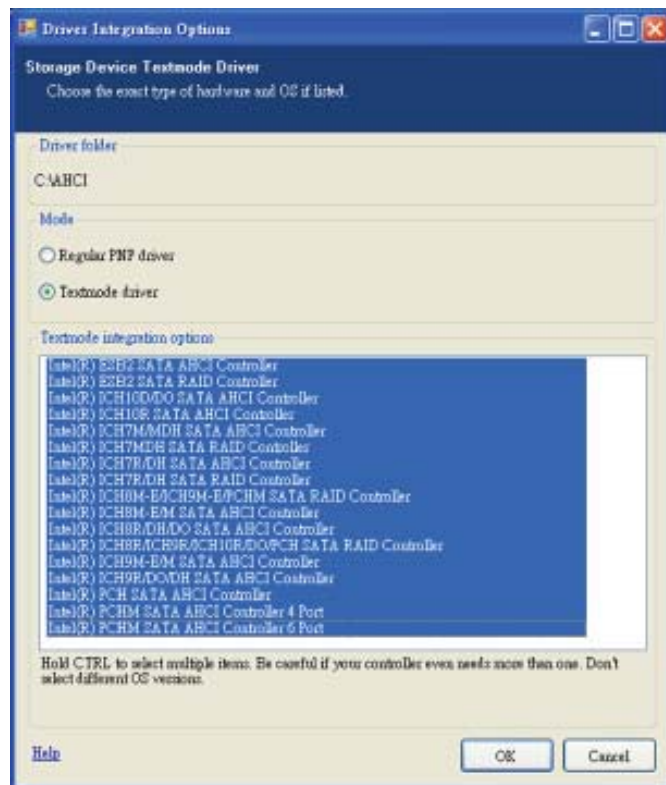 Driver Integration Options
Storage Device Textmode Driver
Choose the exact type of hardware and OS if listed.
Driver folder
C:\AHCI
Mode
Regular PNP driver
Textmode driver
Textmode integration options
Intel(R) ESB2 SATA AHCI Controller
Intel(R) ESB2 SATA RAID Controller
Intel(R) ICH10D/DO SATA AHCI Controller
Intel(R) ICH10R SATA AHCI Controller
Intel(R) ICH7M/MDH SATA AHCI Controller
Intel(R) ICH7MDH SATA RAID Controller
Intel(R) ICH7R/DH SATA AHCI Controller
Intel(R) ICH7R/DH SATA RAID Controller
Intel(R) ICH8M-E/ICH9M-E/PCHM SATA RAID Controller
Intel(R) ICH8M-E/M SATA AHCI Controller
Intel(R) ICH8R/DH/DO SATA AHCI Controller
Intel(R) ICH8R/ICH9R/ICH10R/DO/PCH SATA RAID Controller
Intel(R) ICH9M-E/M SATA AHCI Controller
Intel(R) ICH9R/DO/DH SATA AHCI Controller
Intel(R) PCH SATA AHCI Controller
Intel(R) PCHM SATA AHCI Controller 4 Port
Intel(R) PCHM SATA AHCI Controller 6 Port
Hold CTRL to select multiple items. Be careful if your controller even needs more than one. Don't
select different OS versions.
Help
OK
Cancel